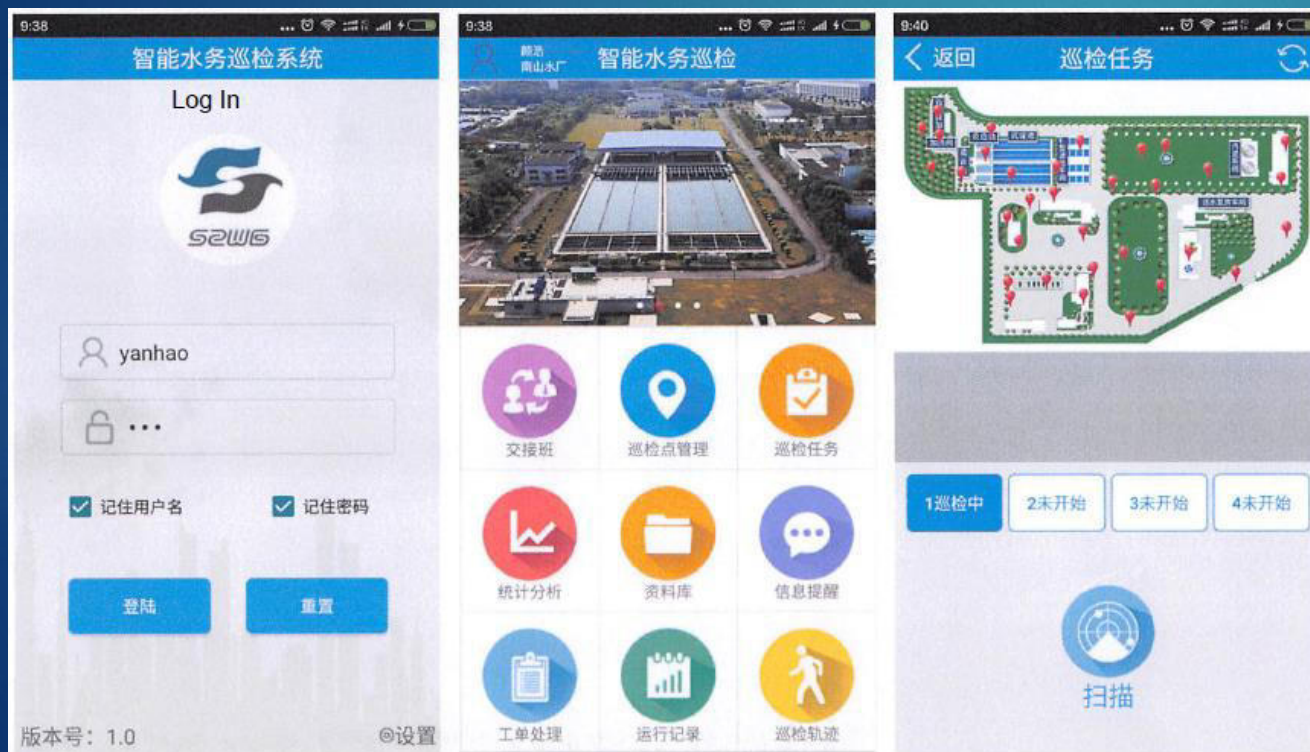 9:38
智能水务巡检系统
Log In
SZWG
yanhao
•••
记住用户名
记住密码
登陆
重置
版本号：1.0
设置
9:38
颜浩
南山水厂
智能水务巡检
交接班
巡检点管理
巡检任务
统计分析
资料库
信息提醒
工单处理
运行记录
巡检轨迹
9:40
返回
巡检任务
1巡检中
2未开始
3未开始
4未开始
扫描